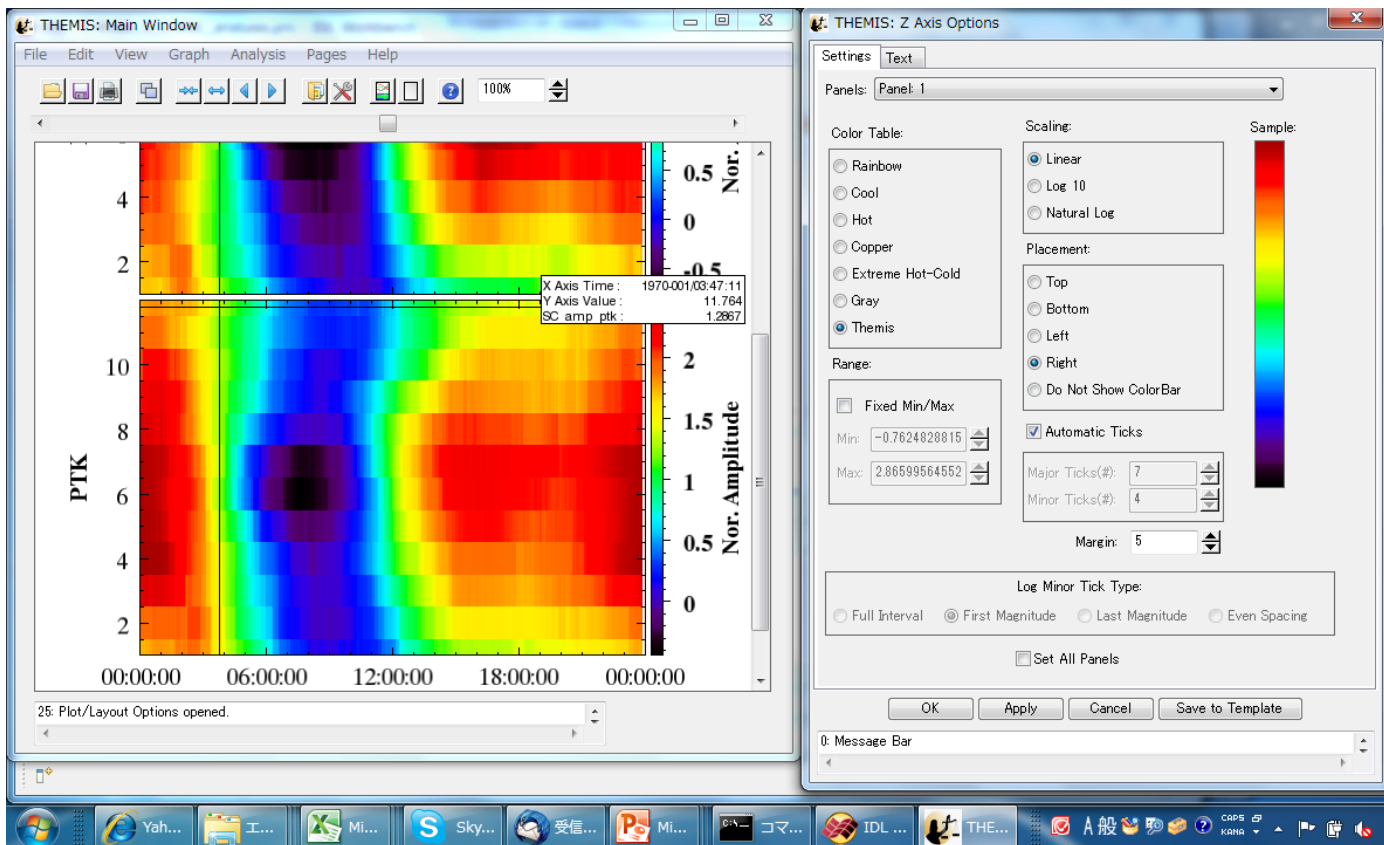 THEMIS: Main Window
File Edit View Graph Analysis Pages Help
100%
4
2
0.5
0
-0.5
Nor.
X Axis Time : 1970-001/03:47:11
Y Axis Value : 11.764
SC amp ptk : 1.2867
10
8
6
4
2
PTK
2
1.5
1
0.5
0
Nor. Amplitude
00:00:00 06:00:00 12:00:00 18:00:00 00:00:00
25: Plot/Layout Options opened.
THEMIS: Z Axis Options
Settings Text
Panels: Panel: 1
Color Table:
Rainbow
Cool
Hot
Copper
Extreme Hot-Cold
Gray
Themis
Range:
Fixed Min/Max
Min: -0.7624828815
Max: 2.86599564552
Scaling:
Linear
Log 10
Natural Log
Placement:
Top
Bottom
Left
Right
Do Not Show ColorBar
Automatic Ticks
Major Ticks(#): 7
Minor Ticks(#): 4
Margin: 5
Sample:
Log Minor Tick Type:
Full Interval First Magnitude Last Magnitude Even Spacing
Set All Panels
OK Apply Cancel Save to Template
0: Message Bar
Yah... エ... Mi... Sky... 受信... Mi... コマ... IDL ... THE... A 般 CAPS KANA